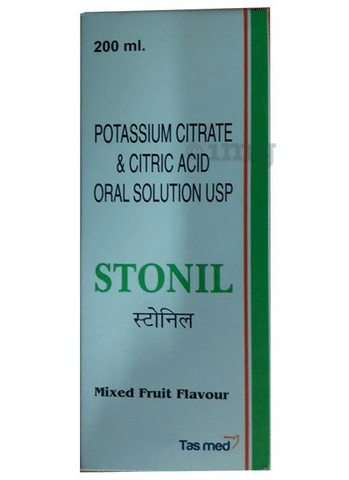 200 ml.
POTASSIUM CITRATE
& CITRIC ACID
ORAL SOLUTION USP
STONIL
स्टोनिल
Mixed Fruit Flavour
Tas med